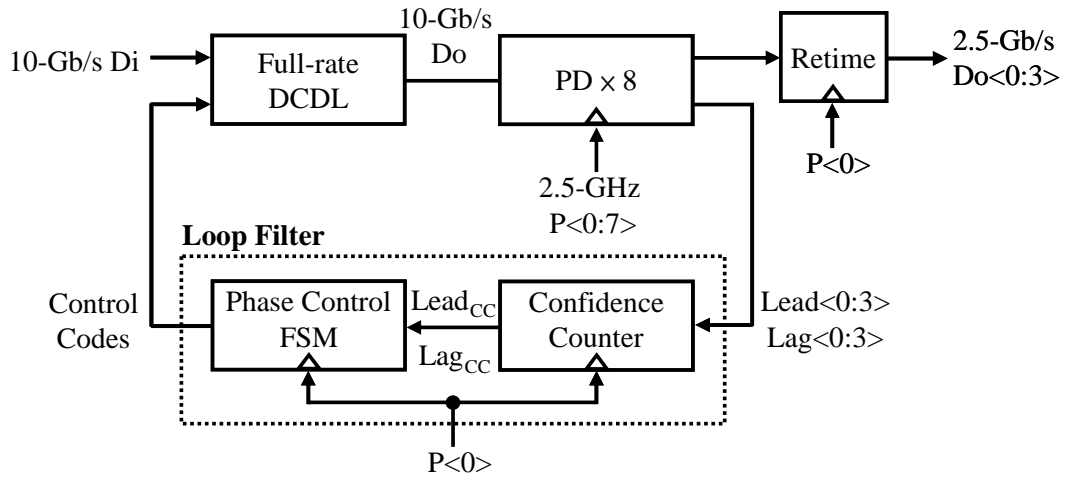 10-Gb/s Di
Full-rate
DCDL
10-Gb/s
Do
PD × 8
Retime
2.5-Gb/s
Do<0:3>
P<0>
2.5-GHz
P<0:7>
Loop Filter
Control
Codes
Phase Control
FSM
Lead_CC
Lag_CC
Confidence
Counter
Lead<0:3>
Lag<0:3>
P<0>